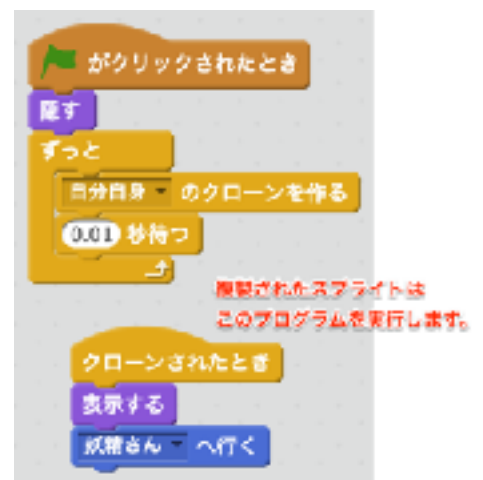 がクリックされたとき
隠す
ずっと
自分自身 のクローンを作る
0.01 秒待つ
複製されたスプライトは
このプログラムを実行します。
クローンされたとき
表示する
妖精さん へ行く